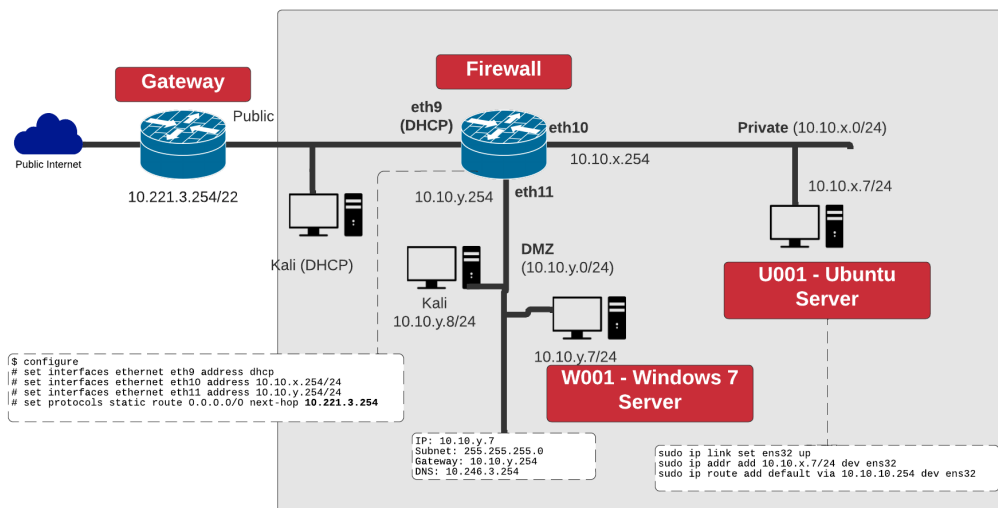 Gateway
Firewall
Public Internet
Public
10.221.3.254/22
eth9
(DHCP)
eth10
10.10.x.254
Private (10.10.x.0/24)
10.10.x.7/24
U001 - Ubuntu
Server
10.10.y.254
eth11
Kali (DHCP)
DMZ
(10.10.y.0/24)
Kali
10.10.y.8/24
10.10.y.7/24
W001 - Windows 7
Server
$ configure
# set interfaces ethernet eth9 address dhcp
# set interfaces ethernet eth10 address 10.10.x.254/24
# set interfaces ethernet eth11 address 10.10.y.254/24
# set protocols static route 0.0.0.0/0 next-hop 10.221.3.254
IP: 10.10.y.7
Subnet: 255.255.255.0
Gateway: 10.10.y.254
DNS: 10.246.3.254
sudo ip link set ens32 up
sudo ip addr add 10.10.x.7/24 dev ens32
sudo ip route add default via 10.10.10.254 dev ens32